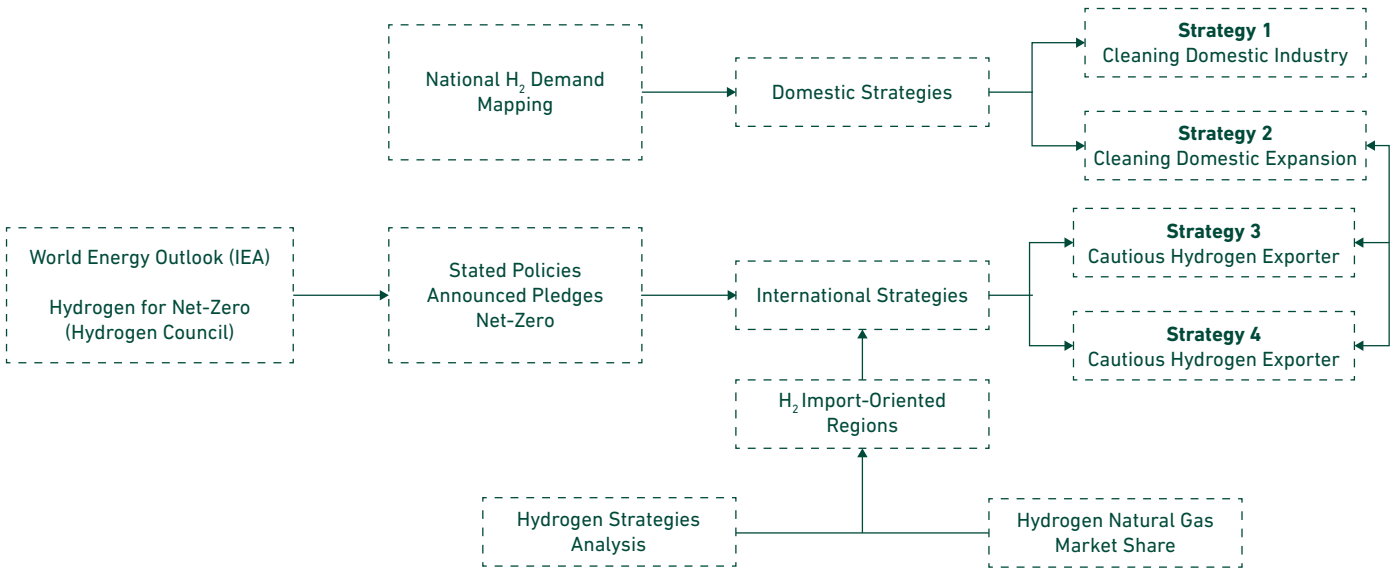 National H₂ Demand
Mapping
Domestic Strategies
Strategy 1
Cleaning Domestic Industry
Strategy 2
Cleaning Domestic Expansion
World Energy Outlook (IEA)
Hydrogen for Net-Zero
(Hydrogen Council)
Stated Policies
Announced Pledges
Net-Zero
International Strategies
Strategy 3
Cautious Hydrogen Exporter
Strategy 4
Cautious Hydrogen Exporter
H₂ Import-Oriented
Regions
Hydrogen Strategies
Analysis
Hydrogen Natural Gas
Market Share